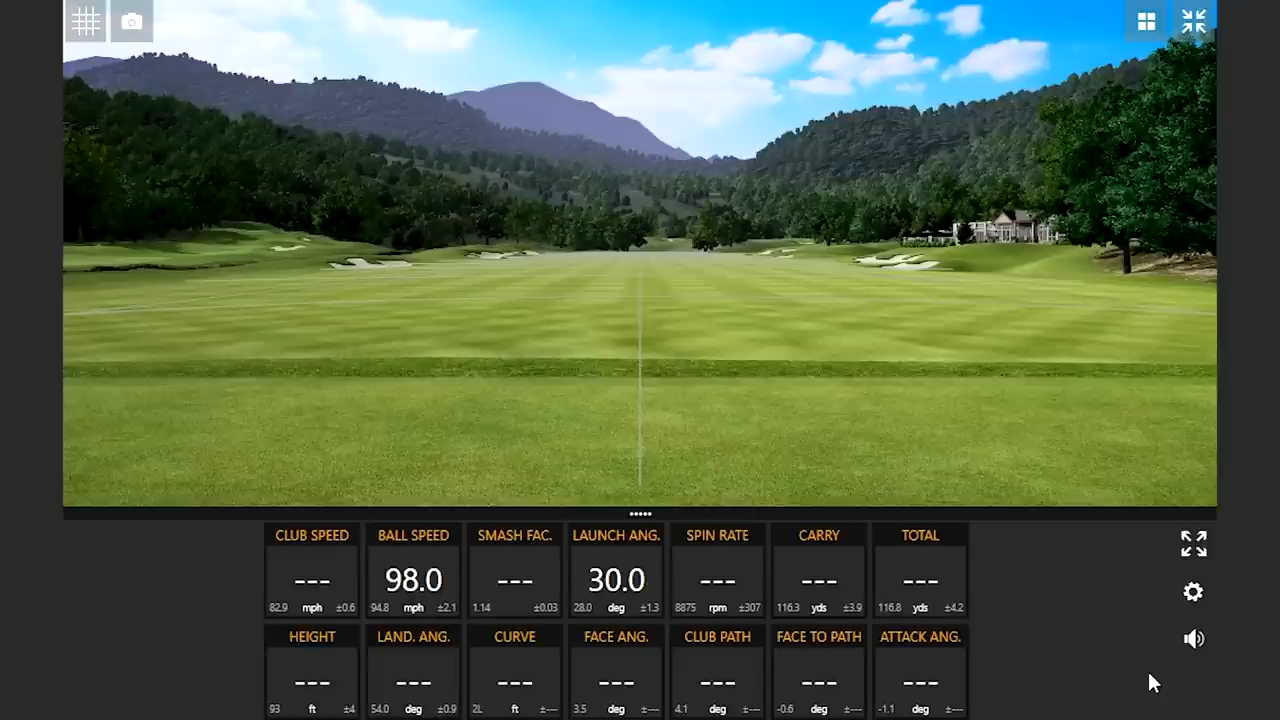 CLUB SPEED BALL SPEED SMASH FAC. LAUNCH ANG. SPIN RATE CARRY TOTAL
--- 98.0 --- 30.0 --- --- ---
82.9 mph ±0.6 94.8 mph ±2.1 1.14 ±0.03 28.0 deg ±1.3 8875 rpm ±307 116.3 yds ±3.9 116.8 yds ±4.2
HEIGHT LAND. ANG. CURVE FACE ANG. CLUB PATH FACE TO PATH ATTACK ANG.
--- --- --- --- --- --- ---
93 ft ±4 54.0 deg ±0.9 2L ft ±--- 3.5 deg ±--- 4.1 deg ±--- -0.6 deg ±--- -1.1 deg ±---